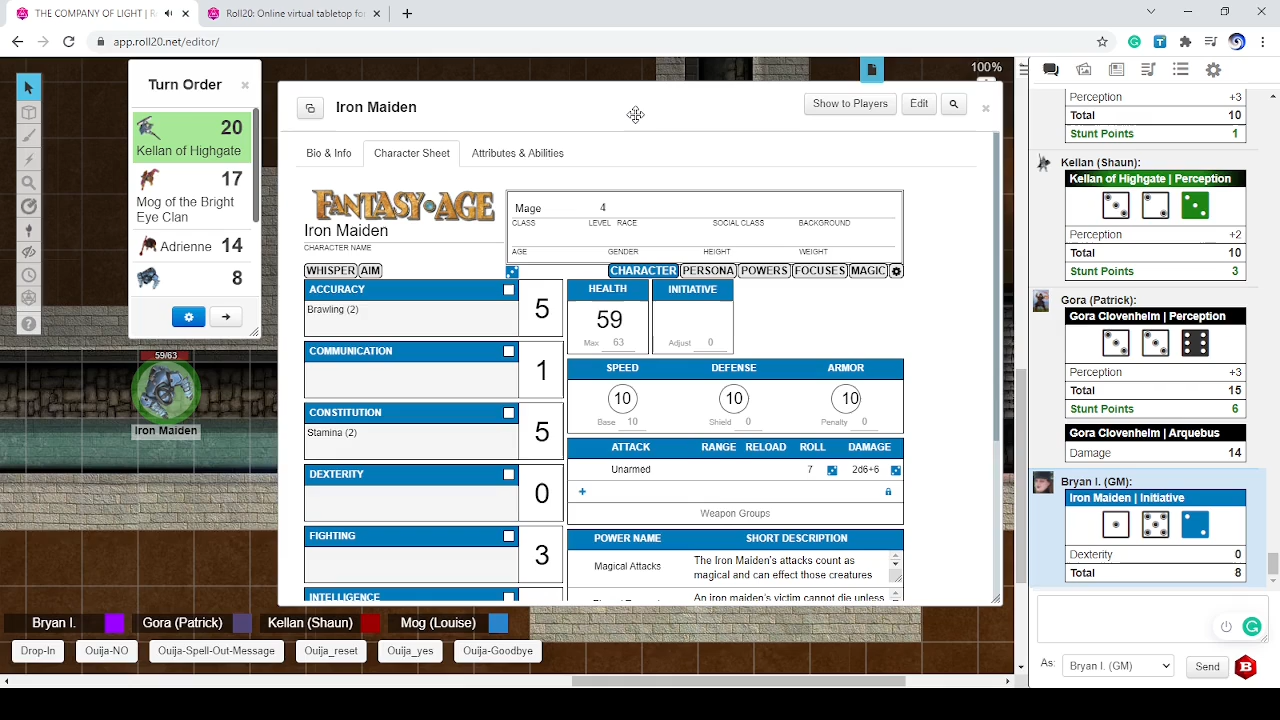 THE COMPANY OF LIGHT | R
Roll20: Online virtual tabletop fo
app.roll20.net/editor/
Turn Order
20
Kellan of Highgate
17
Mog of the Bright
Eye Clan
Adrienne 14
8
59/63
Iron Maiden
100%
Iron Maiden
Show to Players
Edit
Bio & Info
Character Sheet
Attributes & Abilities
FANTASY AGE
Iron Maiden
CHARACTER NAME
Mage 4
CLASS LEVEL RACE SOCIAL CLASS BACKGROUND
AGE GENDER HEIGHT WEIGHT
WHISPER AIM
CHARACTER PERSONA POWERS FOCUSES MAGIC
ACCURACY
Brawling (2)
5
COMMUNICATION
1
CONSTITUTION
Stamina (2)
5
DEXTERITY
0
FIGHTING
3
INTELLIGENCE
HEALTH
59
Max 63
INITIATIVE
Adjust 0
SPEED DEFENSE ARMOR
10 10 10
Base 10 Shield 0 Penalty 0
ATTACK RANGE RELOAD ROLL DAMAGE
Unarmed 7 2d6+6
+
Weapon Groups
POWER NAME SHORT DESCRIPTION
Magical Attacks
The Iron Maiden's attacks count as
magical and can effect those creatures
An iron maiden's victim cannot die unless
Bryan I.
Gora (Patrick)
Kellan (Shaun)
Mog (Louise)
Drop-In
Ouija-NO
Ouija-Spell-Out-Message
Ouija_reset
Ouija_yes
Ouija-Goodbye
Perception +3
Total 10
Stunt Points 1
Kellan (Shaun):
Kellan of Highgate | Perception
Perception +2
Total 10
Stunt Points 3
Gora (Patrick):
Gora Clovenhelm | Perception
Perception +3
Total 15
Stunt Points 6
Gora Clovenhelm | Arquebus
Damage 14
Bryan I. (GM):
Iron Maiden | Initiative
Dexterity 0
Total 8
As:
Bryan I. (GM)
Send
B